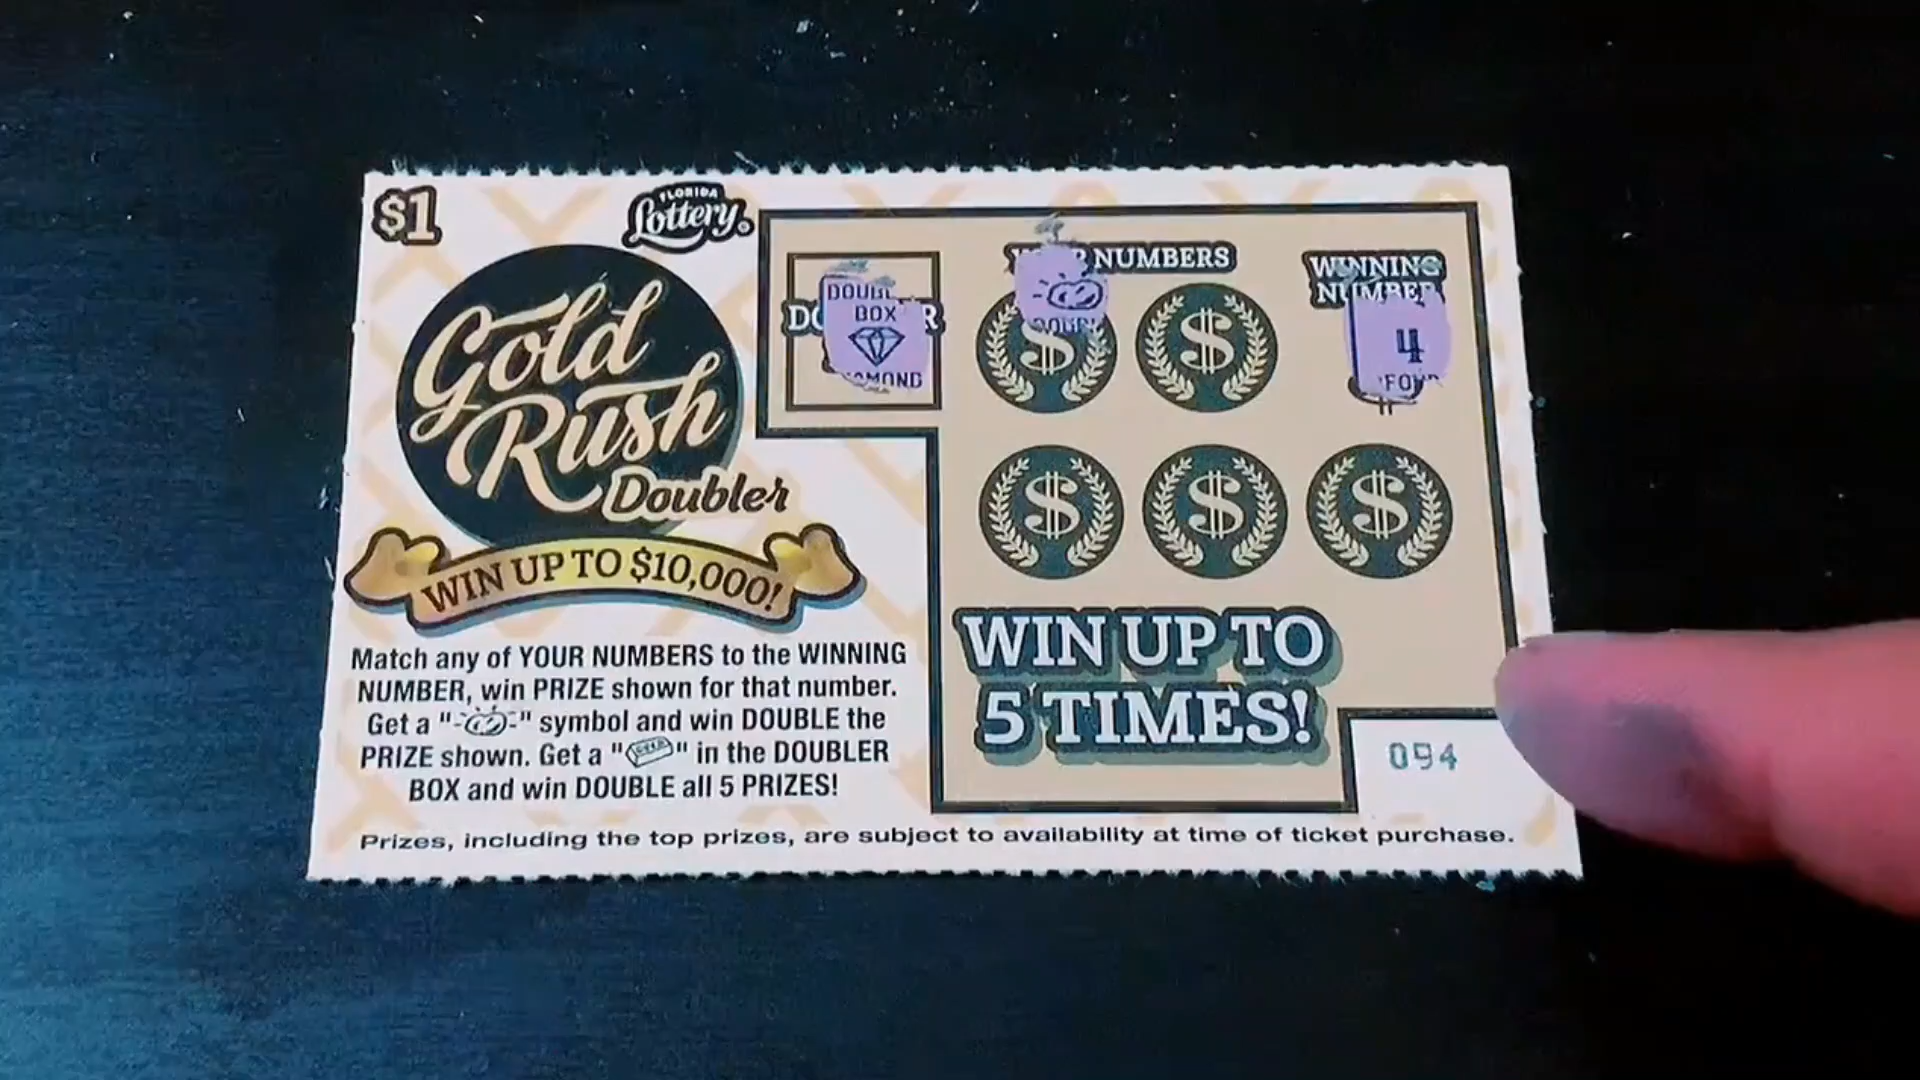 $1
FLORIDA
Lottery
Gold
Rush
Doubler
WIN UP TO $10,000!
Match any of YOUR NUMBERS to the WINNING
NUMBER, win PRIZE shown for that number.
Get a " " symbol and win DOUBLE the
PRIZE shown. Get a " " in the DOUBLER
BOX and win DOUBLE all 5 PRIZES!
BOX
NUMBERS
WINNING
NUMBER
4
WIN UP TO
5 TIMES!
094
Prizes, including the top prizes, are subject to availability at time of ticket purchase.